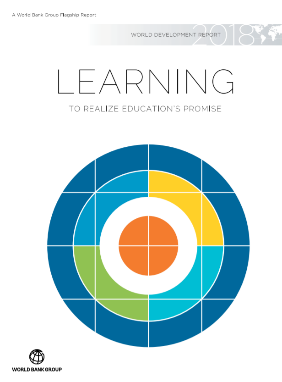 A World Bank Group Flagship Report
WORLD DEVELOPMENT REPORT 2018
LEARNING
TO REALIZE EDUCATION'S PROMISE
WORLD BANK GROUP